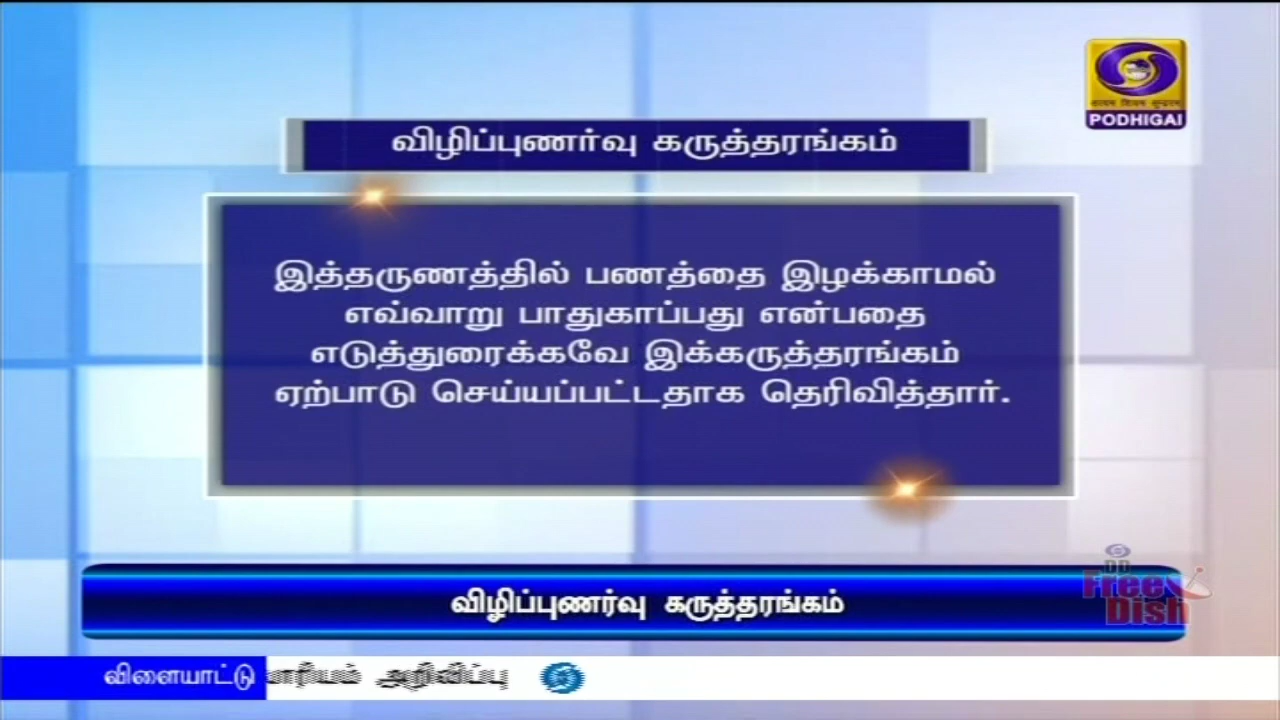 PODHIGAI
விழிப்புணர்வு கருத்தரங்கம்
இத்தருணத்தில் பணத்தை இழக்காமல்
எவ்வாறு பாதுகாப்பது என்பதை
எடுத்துரைக்கவே இக்கருத்தரங்கம்
ஏற்பாடு செய்யப்பட்டதாக தெரிவித்தார்.
DD
Free
Dish
விழிப்புணர்வு கருத்தரங்கம்
விளையாட்டு அறிவிப்பு